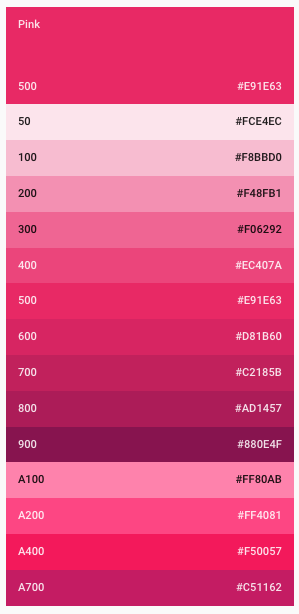 Pink
500 #E91E63
50 #FCE4EC
100 #F8BBD0
200 #F48FB1
300 #F06292
400 #EC407A
500 #E91E63
600 #D81B60
700 #C2185B
800 #AD1457
900 #880E4F
A100 #FF80AB
A200 #FF4081
A400 #F50057
A700 #C51162